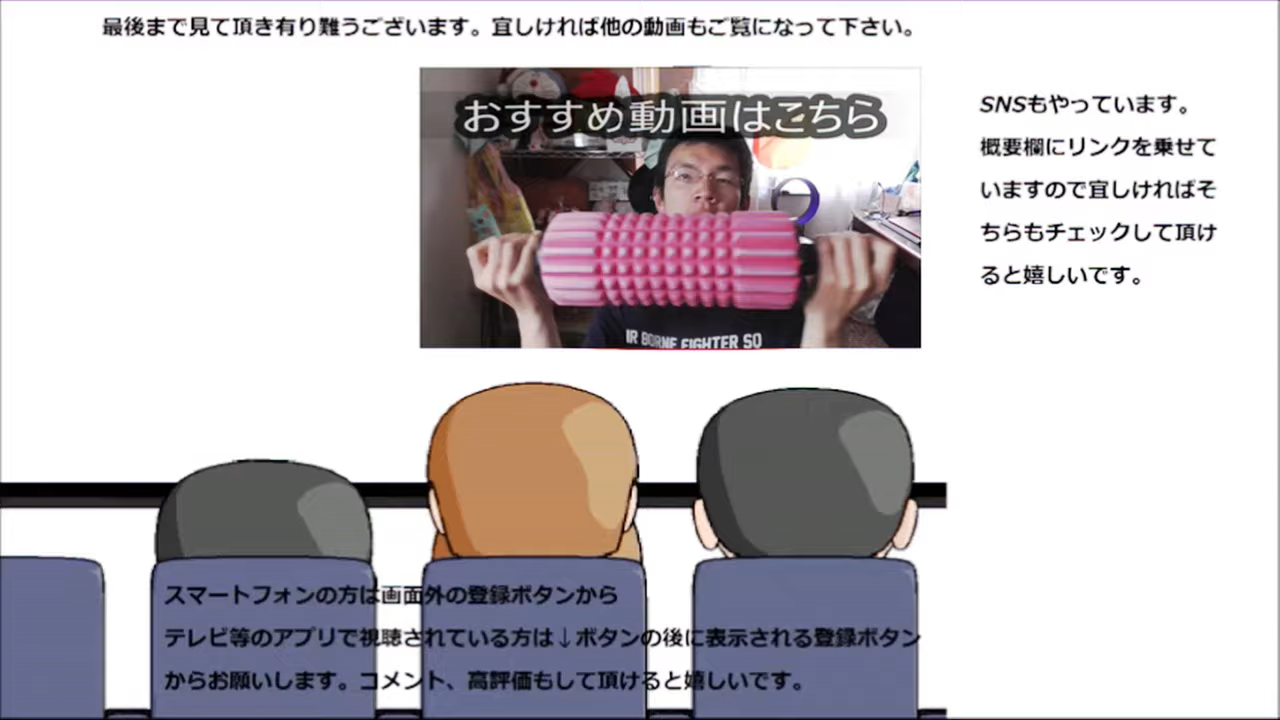 最後まで見て頂き有り難うございます。宜しければ他の動画もご覧になって下さい。
おすすめ動画はこちら
IR BORNE FIGHTER SO
SNSもやっています。
概要欄にリンクを乗せて
いますので宜しければそ
ちらもチェックして頂け
ると嬉しいです。
スマートフォンの方は画面外の登録ボタンから
テレビ等のアプリで視聴されている方は↓ボタンの後に表示される登録ボタン
からお願いします。コメント、高評価もして頂けると嬉しいです。